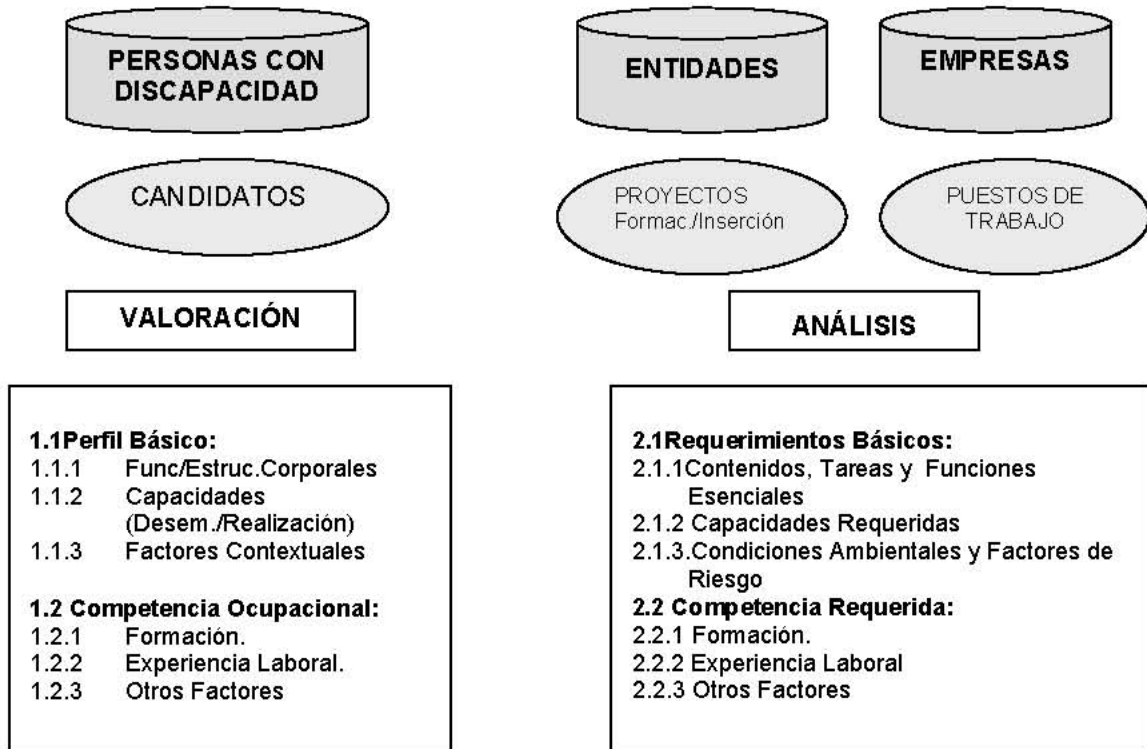 PERSONAS CON
DISCAPACIDAD
ENTIDADES
EMPRESAS
CANDIDATOS
PROYECTOS
Formac./Inserción
PUESTOS DE
TRABAJO
VALORACIÓN
ANÁLISIS
1.1Perfil Básico:
1.1.1 Func/Estruc.Corporales
1.1.2 Capacidades
(Desem./Realización)
1.1.3 Factores Contextuales
1.2 Competencia Ocupacional:
1.2.1 Formación.
1.2.2 Experiencia Laboral.
1.2.3 Otros Factores
2.1Requerimientos Básicos:
2.1.1Contenidos, Tareas y Funciones
Esenciales
2.1.2 Capacidades Requeridas
2.1.3.Condiciones Ambientales y Factores de
Riesgo
2.2 Competencia Requerida:
2.2.1 Formación.
2.2.2 Experiencia Laboral
2.2.3 Otros Factores